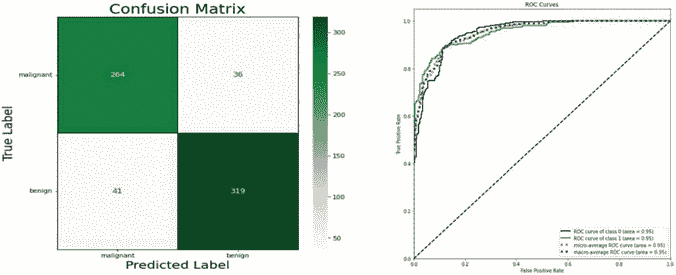 Confusion Matrix
True Label
malignant
benign
264
36
41
319
malignant
benign
Predicted Label
300
250
200
150
100
50
ROC Curves
True Positive Rate
1.0
0.8
0.6
0.4
0.2
0.0
0.0
0.2
0.4
0.6
0.8
1.0
False Positive Rate
ROC curve of class 0 (area = 0.95)
ROC curve of class 1 (area = 0.95)
micro-average ROC curve (area = 0.95)
macro-average ROC curve (area = 0.95)